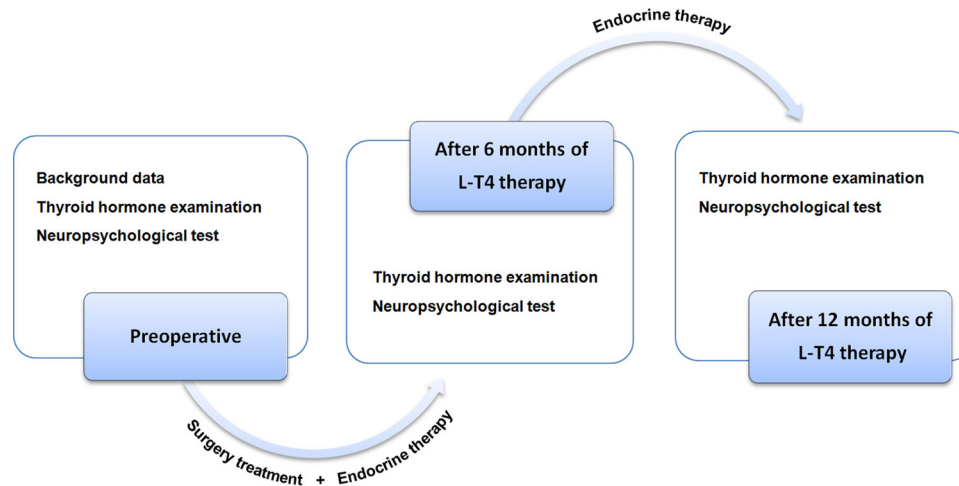 Background data
Thyroid hormone examination
Neuropsychological test
Preoperative
Surgery treatment + Endocrine therapy
After 6 months of
L-T4 therapy
Thyroid hormone examination
Neuropsychological test
Endocrine therapy
Thyroid hormone examination
Neuropsychological test
After 12 months of
L-T4 therapy